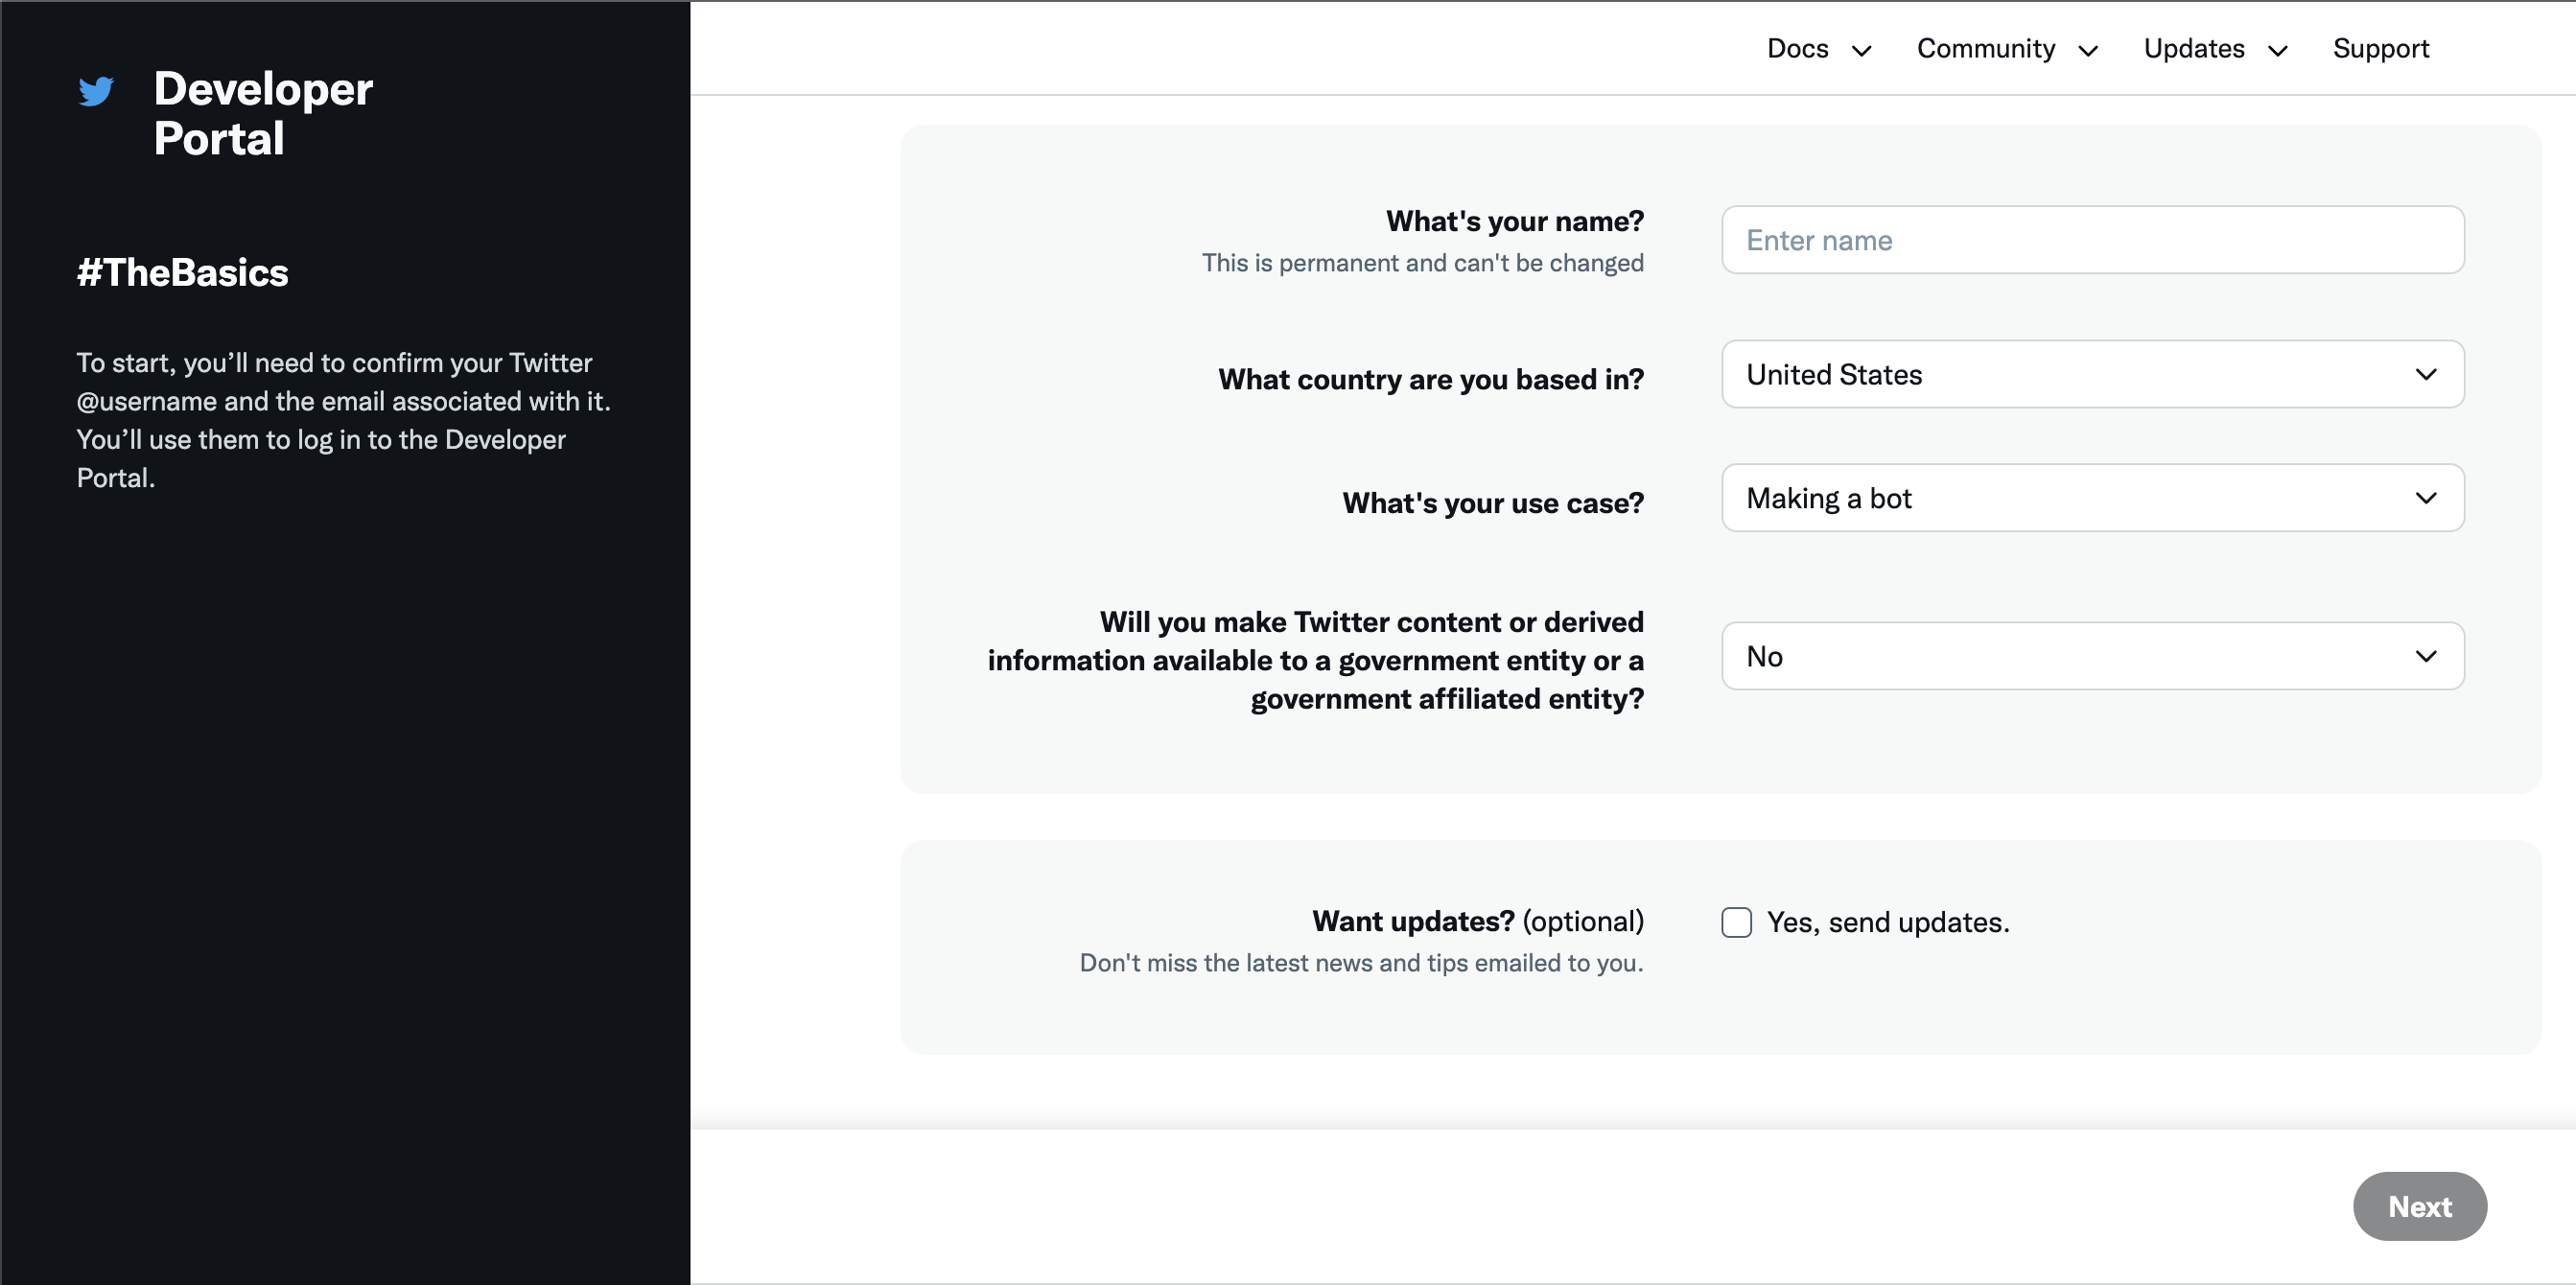 Developer
Portal
#TheBasics
To start, you’ll need to confirm your Twitter
@username and the email associated with it.
You’ll use them to log in to the Developer
Portal.
Docs Community Updates Support
What's your name?
This is permanent and can't be changed
Enter name
What country are you based in?
United States
What's your use case?
Making a bot
Will you make Twitter content or derived
information available to a government entity or a
government affiliated entity?
No
Want updates? (optional)
Don't miss the latest news and tips emailed to you.
Yes, send updates.
Next